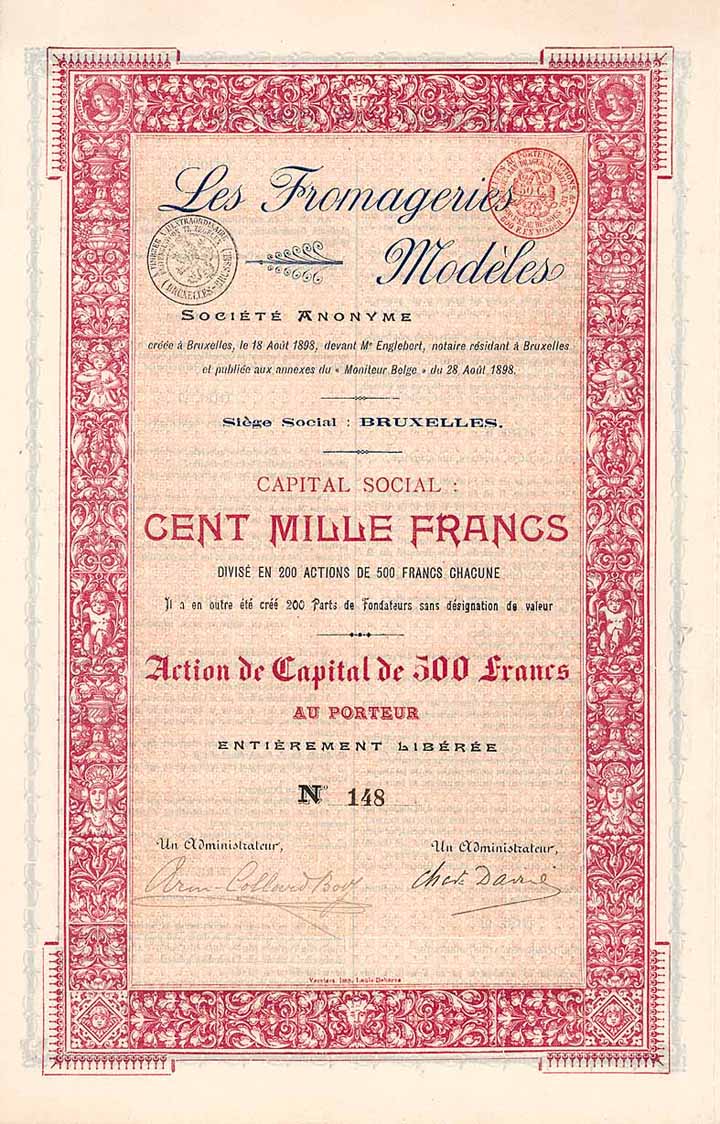 Les Fromageries
Modèles
Société Anonyme
créée à Bruxelles, le 18 Août 1898, devant Me Englebert, notaire résidant à Bruxelles
et publiée aux annexes du « Moniteur Belge » du 28 Août 1898.
Siège Social : BRUXELLES.
CAPITAL SOCIAL :
CENT MILLE FRANCS
DIVISÉ EN 200 ACTIONS DE 500 FRANCS CHACUNE
Il a en outre été créé 200 Parts de Fondateurs sans désignation de valeur
Action de Capital de 500 Francs
AU PORTEUR
ENTIÈREMENT LIBÉRÉE
No 148
Un Administrateur, Un Administrateur,
Verviers, Imp.